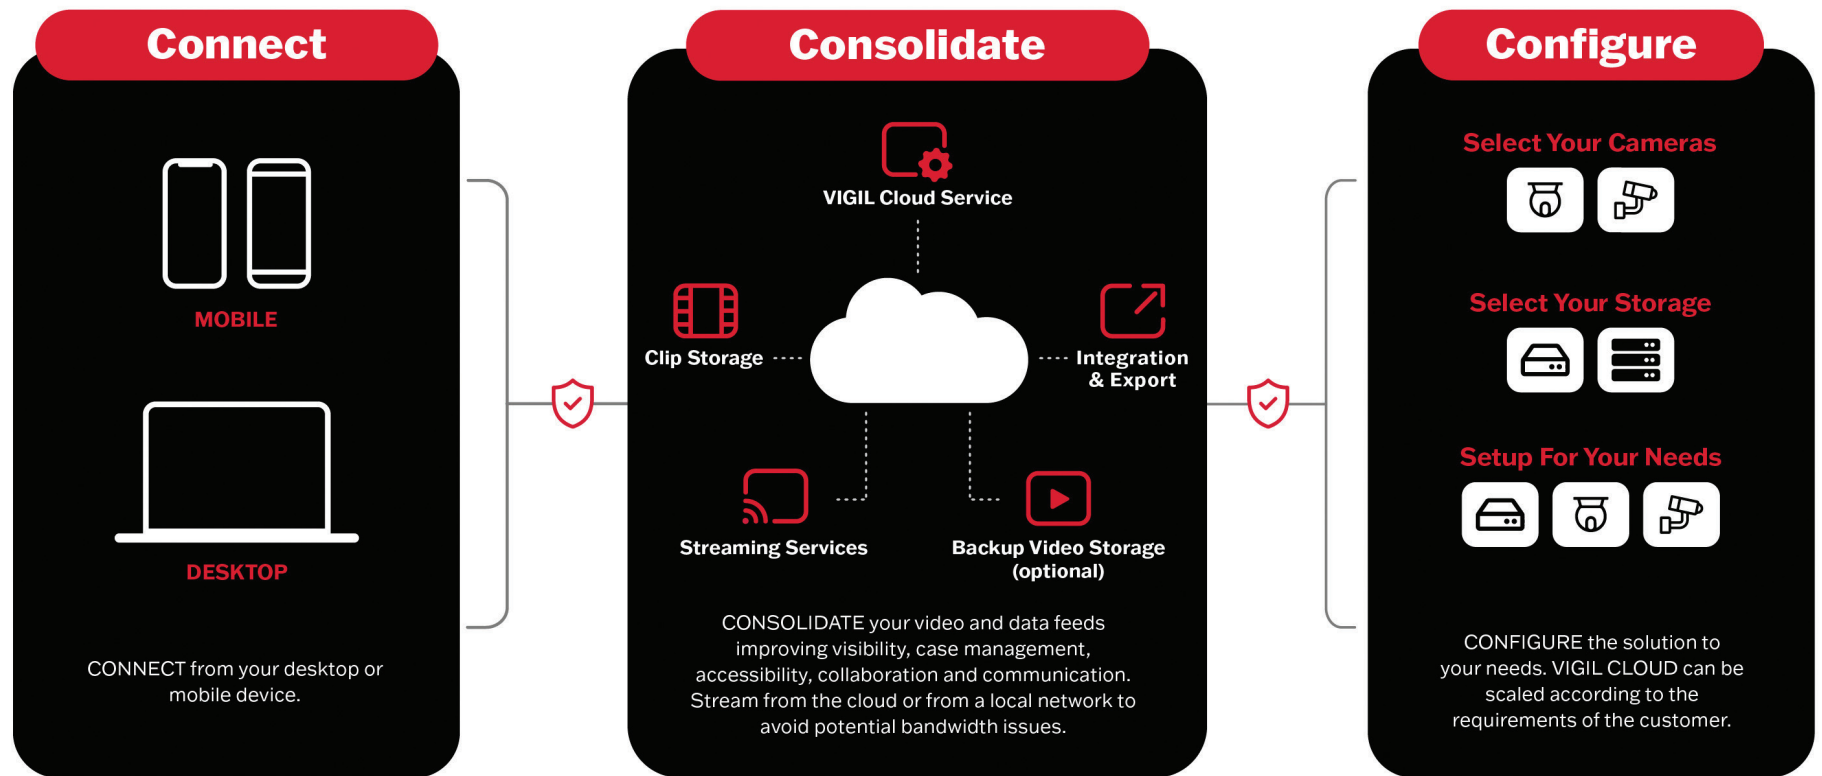 Connect
MOBILE
DESKTOP
CONNECT from your desktop or
mobile device.
Consolidate
VIGIL Cloud Service
Clip Storage
Integration
& Export
Streaming Services
Backup Video Storage
(optional)
CONSOLIDATE your video and data feeds
improving visibility, case management,
accessibility, collaboration and communication.
Stream from the cloud or from a local network to
avoid potential bandwidth issues.
Configure
Select Your Cameras
Select Your Storage
Setup For Your Needs
CONFIGURE the solution to
your needs. VIGIL CLOUD can be
scaled according to the
requirements of the customer.